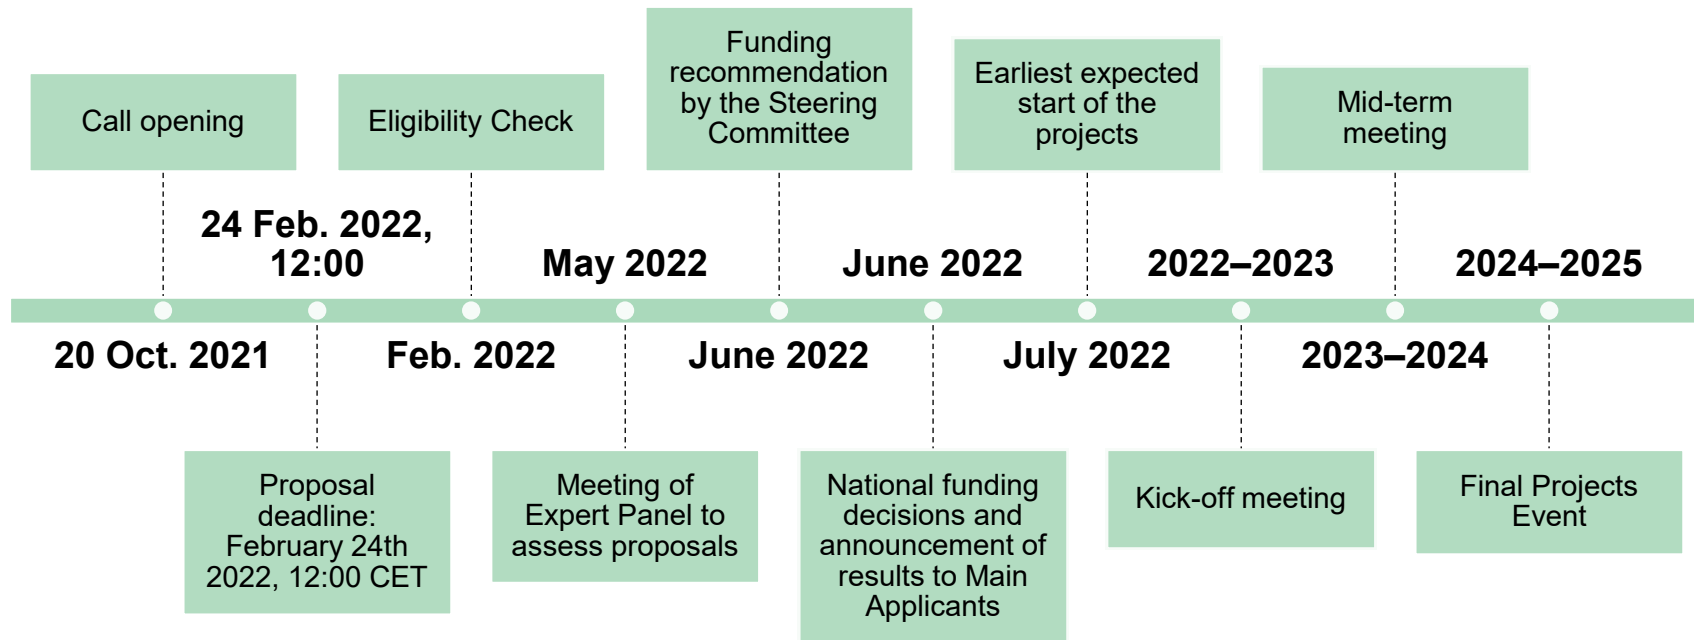 Call opening
Eligibility Check
Funding
recommendation
by the Steering
Committee
Earliest expected
start of the
projects
Mid-term
meeting
24 Feb. 2022,
12:00
May 2022
June 2022
2022–2023
2024–2025
20 Oct. 2021
Feb. 2022
June 2022
July 2022
2023–2024
Proposal
deadline:
February 24th
2022, 12:00 CET
Meeting of
Expert Panel to
assess proposals
National funding
decisions and
announcement of
results to Main
Applicants
Kick-off meeting
Final Projects
Event